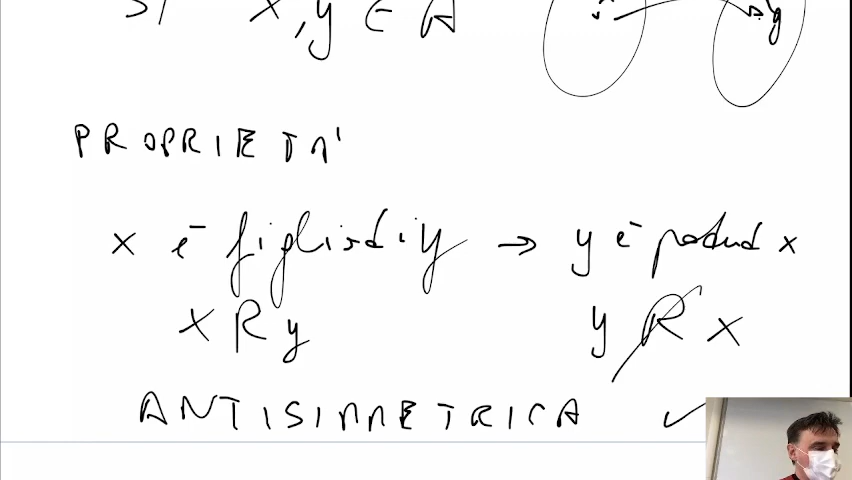 x, y ∈ A
y
PROPRIETA'
x è figlio di y → y è padre di x
x R y y R̸ x
ANTISIMMETRICA ✓